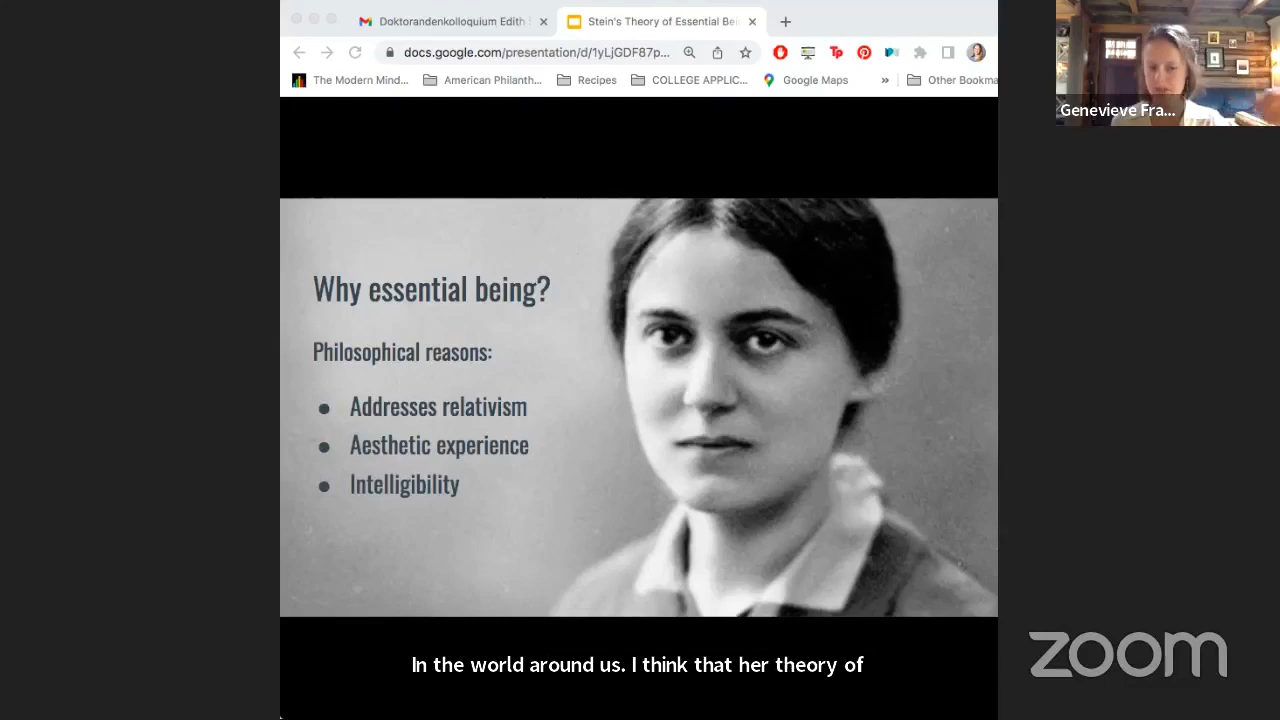 Doktorandenkolloquium Edith
Stein's Theory of Essential Bei
docs.google.com/presentation/d/1yLjGDF87p...
The Modern Mind...
American Philanth...
Recipes
COLLEGE APPLIC...
Google Maps
»
Other Bookma
Genevieve Fra...
Why essential being?
Philosophical reasons:
● Addresses relativism
● Aesthetic experience
● Intelligibility
In the world around us. I think that her theory of
zoom